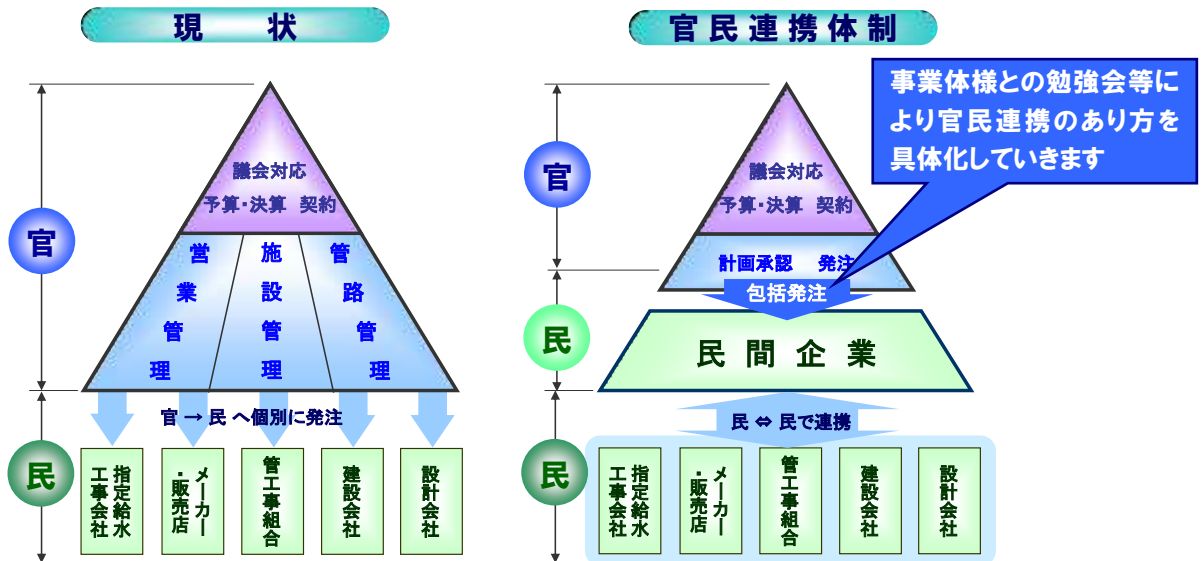 現 状
官
議会対応
予算・決算 契約
営業管理
施設管理
管路管理
官 → 民 へ個別に発注
民
指定給水
工事会社
メーカー
・販売店
管工事組合
建設会社
設計会社
官民連携体制
事業体様との勉強会等に
より官民連携のあり方を
具体化していきます
官
議会対応
予算・決算 契約
計画承認 発注
包括発注
民
民間企業
民 ⇔ 民で連携
民
指定給水
工事会社
メーカー
・販売店
管工事組合
建設会社
設計会社